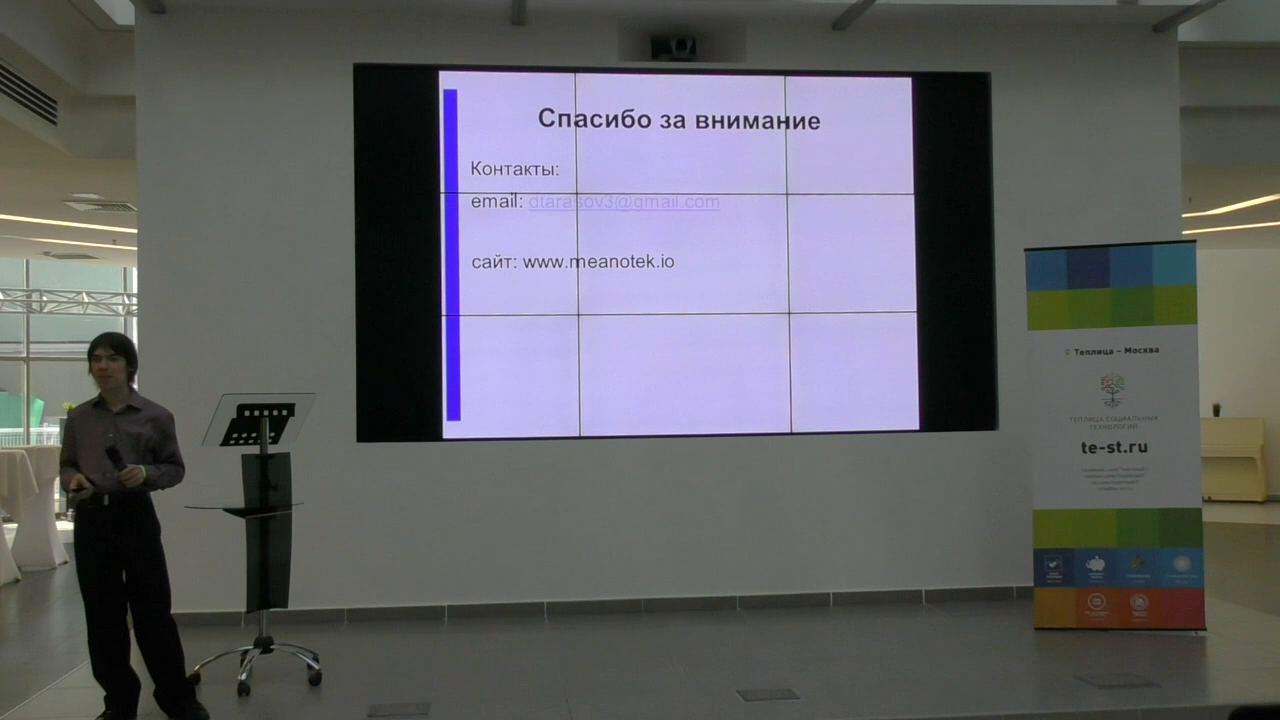 Спасибо за внимание
Контакты:
email: dtarasov3@gmail.com
сайт: www.meanotek.io
Теплица – Москва
ТЕПЛИЦА СОЦИАЛЬНЫХ
ТЕХНОЛОГИЙ
te-st.ru